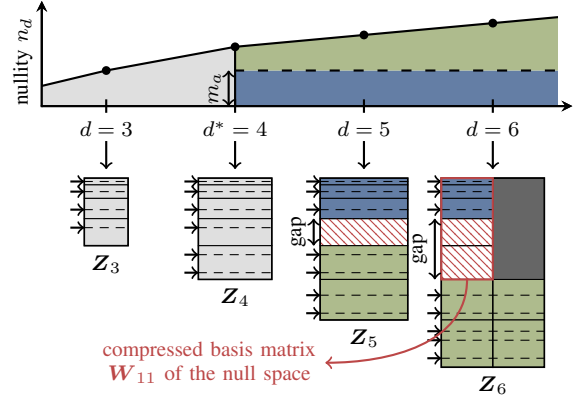 nullity n_d
m_a
d = 3
d* = 4
d = 5
d = 6
gap
gap
Z_3
Z_4
Z_5
Z_6
compressed basis matrix
W_11 of the null space